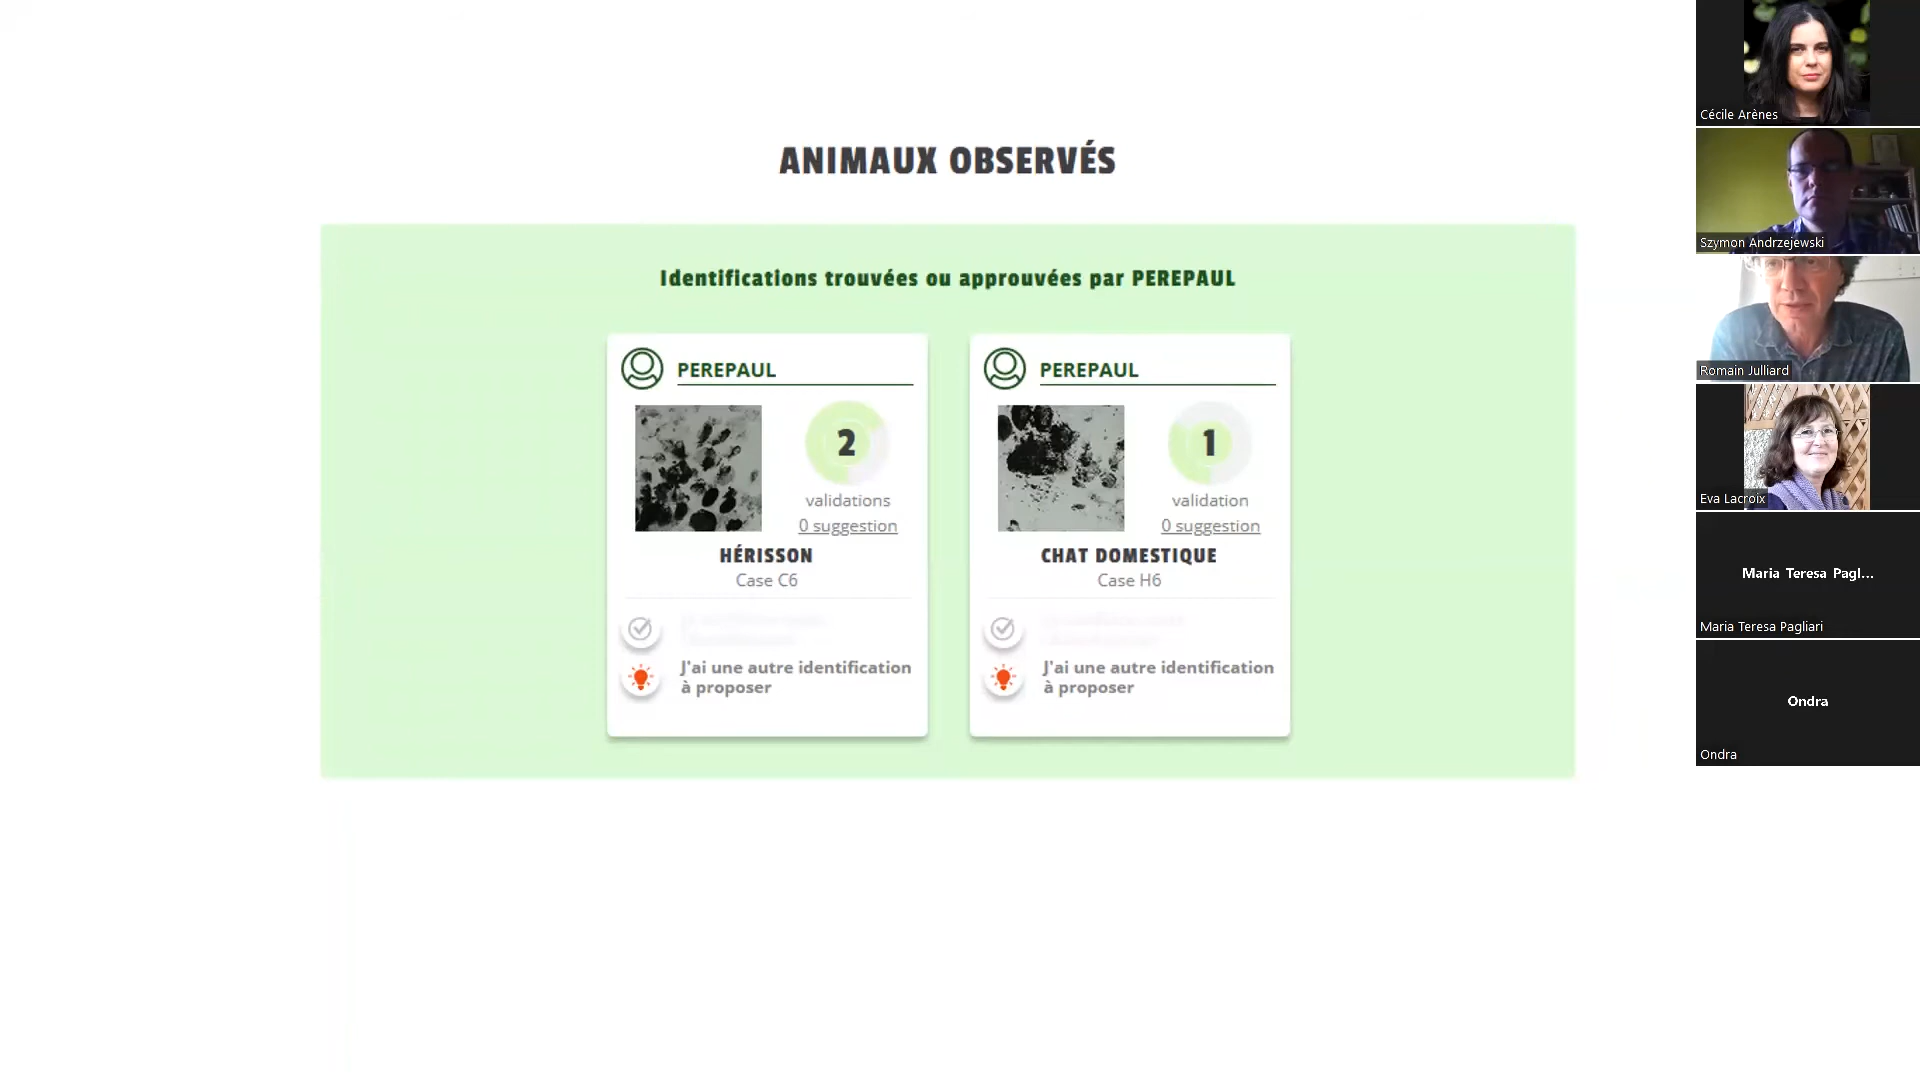 ANIMAUX OBSERVÉS
Identifications trouvées ou approuvées par PEREPAUL
PEREPAUL
2
validations
0 suggestion
HÉRISSON
Case C6
J'ai une autre identification
à proposer
PEREPAUL
1
validation
0 suggestion
CHAT DOMESTIQUE
Case H6
J'ai une autre identification
à proposer
Cécile Arènes
Szymon Andrzejewski
Romain Julliard
Eva Lacroix
Maria Teresa Pagl...
Maria Teresa Pagliari
Ondra
Ondra